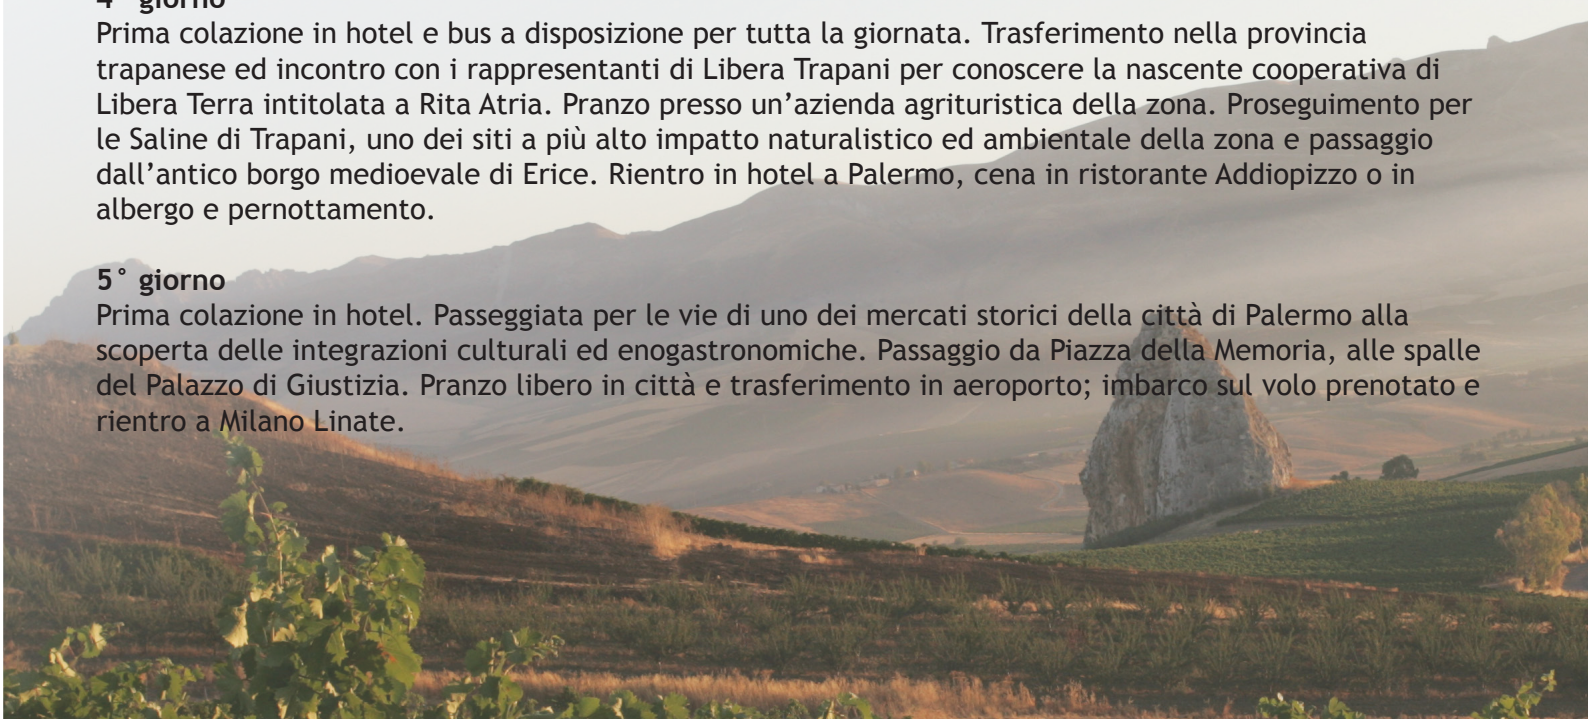 4° giorno
Prima colazione in hotel e bus a disposizione per tutta la giornata. Trasferimento nella provincia
trapanese ed incontro con i rappresentanti di Libera Trapani per conoscere la nascente cooperativa di
Libera Terra intitolata a Rita Atria. Pranzo presso un’azienda agrituristica della zona. Proseguimento per
le Saline di Trapani, uno dei siti a più alto impatto naturalistico ed ambientale della zona e passaggio
dall’antico borgo medioevale di Erice. Rientro in hotel a Palermo, cena in ristorante Addiopizzo o in
albergo e pernottamento.
5° giorno
Prima colazione in hotel. Passeggiata per le vie di uno dei mercati storici della città di Palermo alla
scoperta delle integrazioni culturali ed enogastronomiche. Passaggio da Piazza della Memoria, alle spalle
del Palazzo di Giustizia. Pranzo libero in città e trasferimento in aeroporto; imbarco sul volo prenotato e
rientro a Milano Linate.